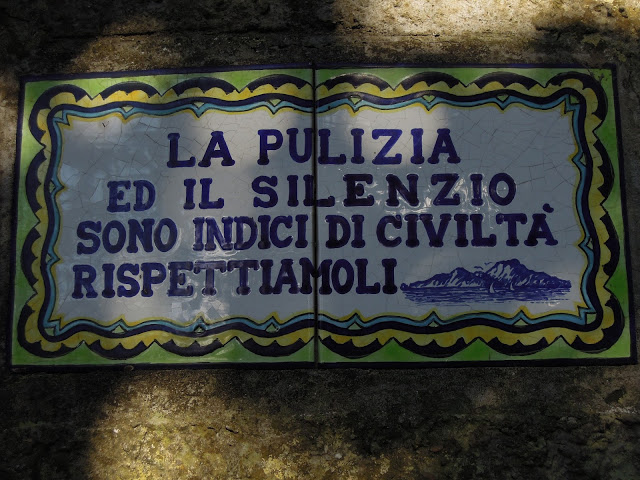 LA PULIZIA
ED IL SILENZIO
SONO INDICI DI CIVILTÀ
RISPETTIAMOLI.